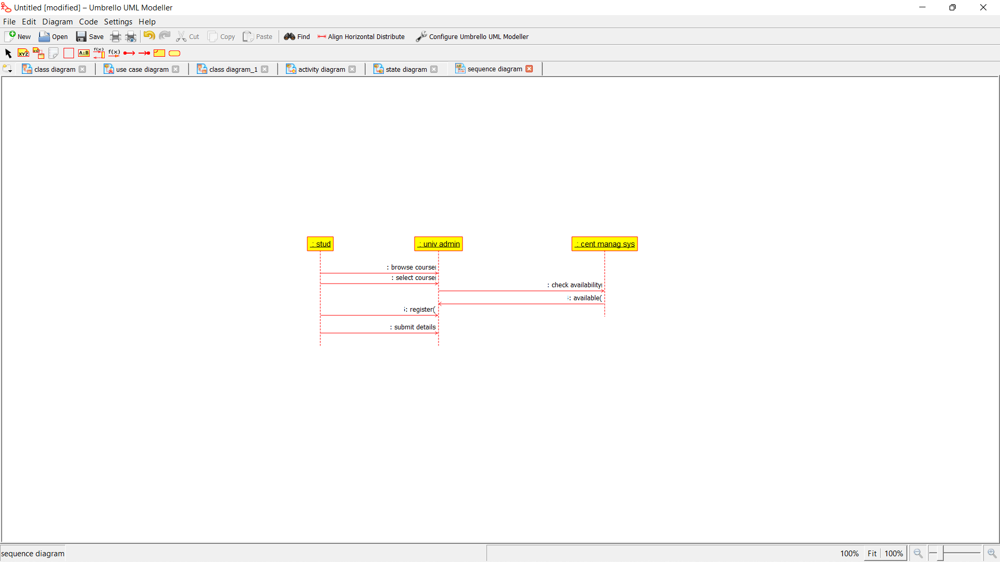 Untitled [modified] – Umbrello UML Modeller
File Edit Diagram Code Settings Help
New Open Save Cut Copy Paste Find Align Horizontal Distribute Configure Umbrello UML Modeller
XYZ XYZ A:B f(x) f(x)
class diagram use case diagram class diagram_1 activity diagram state diagram sequence diagram
: stud : univ admin : cent manag sys
: browse course(
: select course(
: check availability(
: available(
: register(
: submit details
sequence diagram 100% Fit 100%